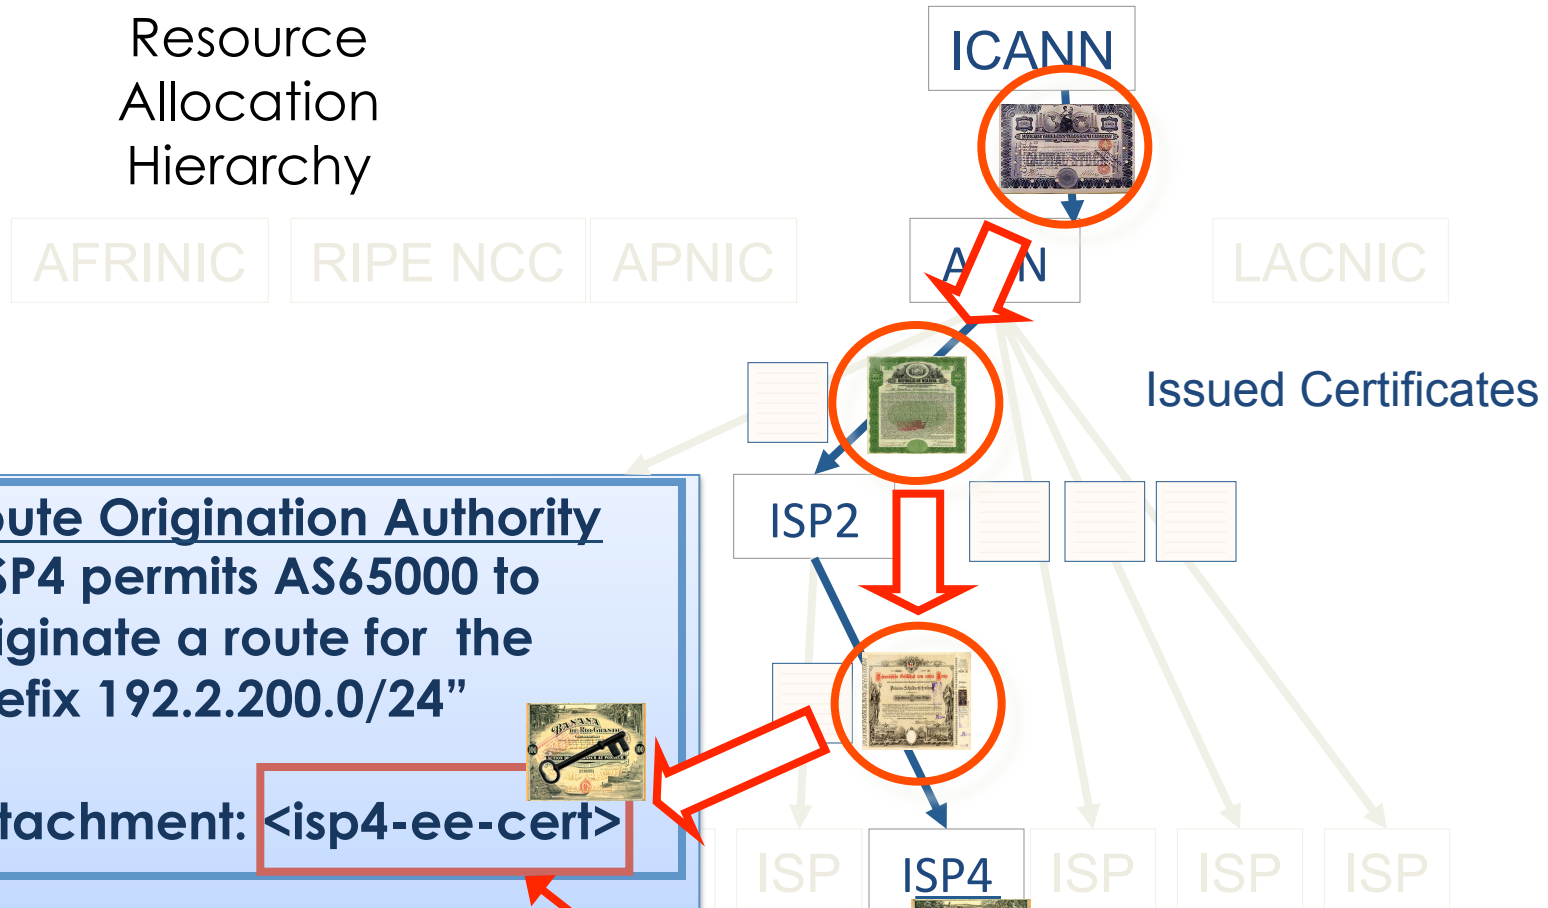 Resource
Allocation
Hierarchy
ICANN
AFRINIC
RIPE NCC
APNIC
LACNIC
Issued Certificates
ISP2
oute Origination Authority
SP4 permits AS65000 to
iginate a route for the
efix 192.2.200.0/24”
tachment: <isp4-ee-cert>
ISP
ISP4
ISP
ISP
ISP